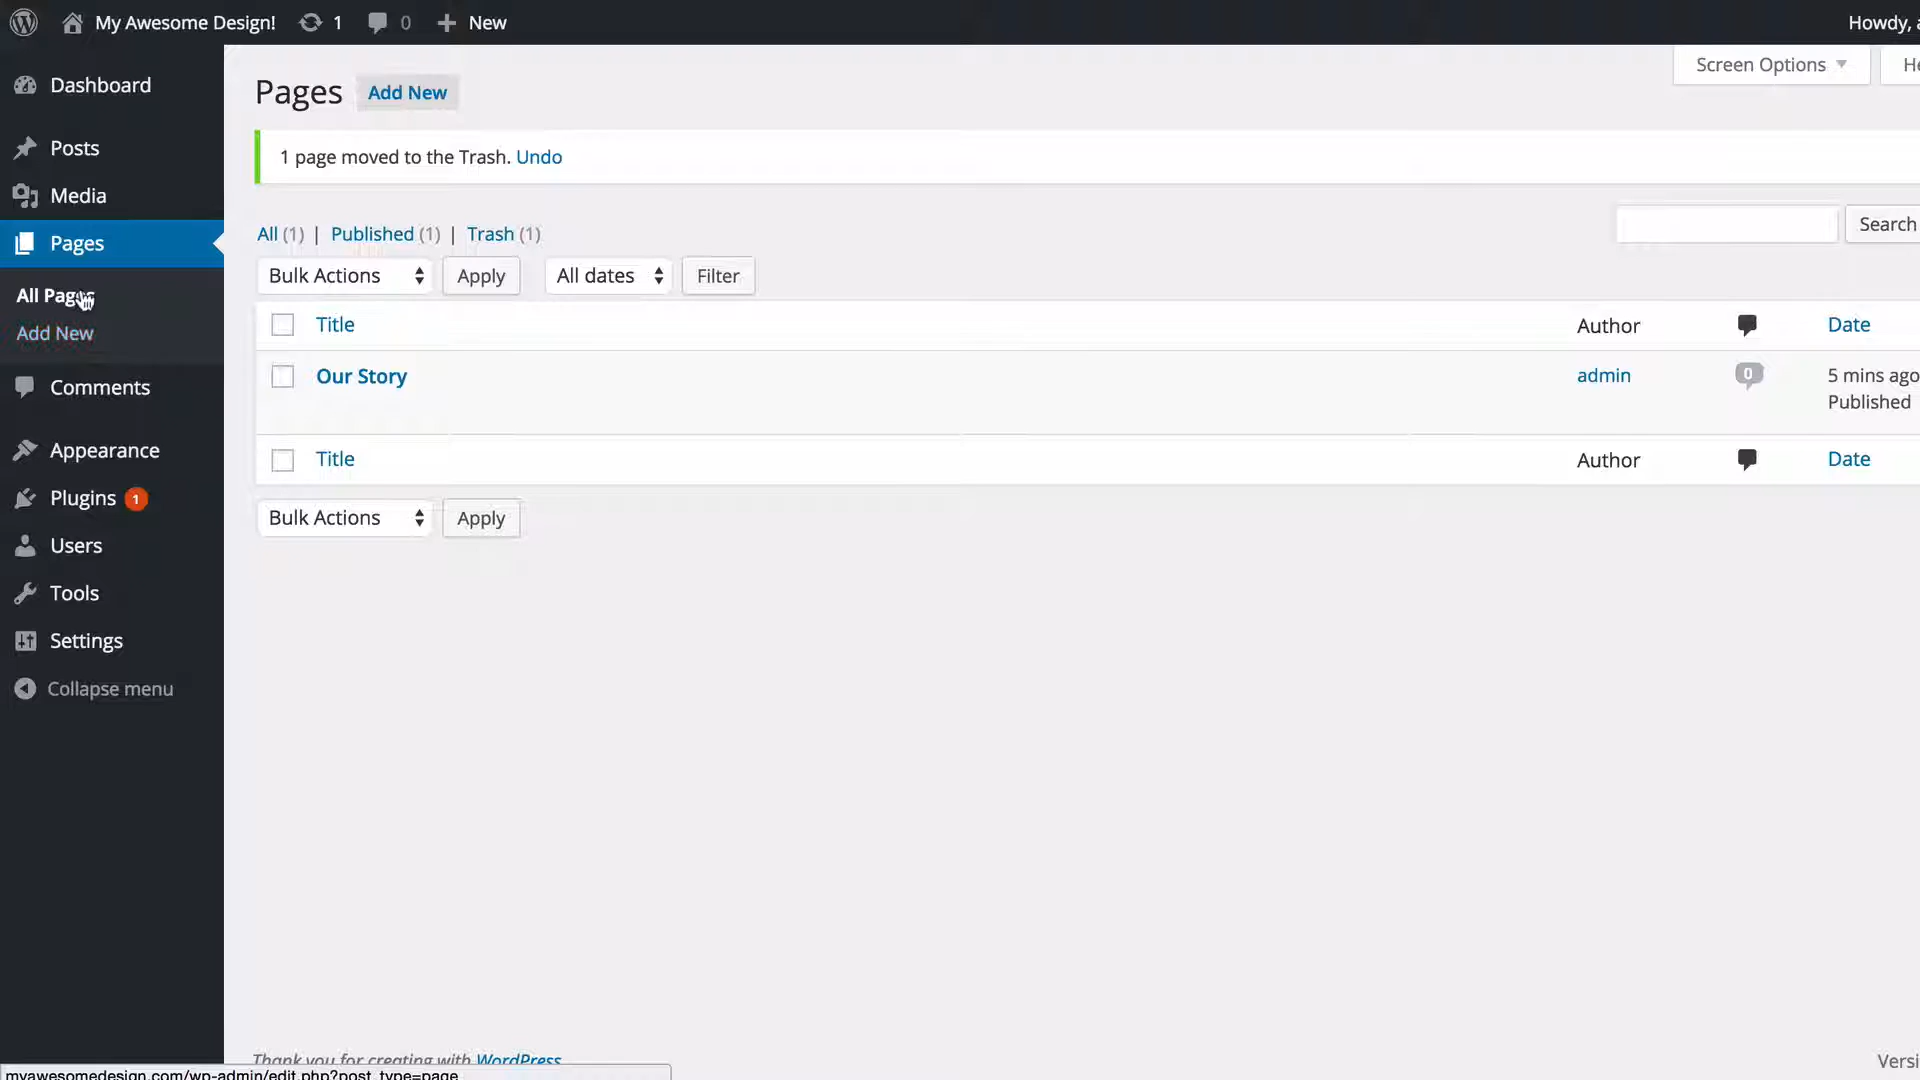 My Awesome Design! 1 0 New Howdy,
Dashboard
Posts
Media
Pages
All Pages
Add New
Comments
Appearance
Plugins 1
Users
Tools
Settings
Collapse menu
Screen Options
Pages Add New
1 page moved to the Trash. Undo
All (1) | Published (1) | Trash (1)
Search
Bulk Actions Apply All dates Filter
Title Author Date
Our Story admin 0 5 mins ago
Published
Title Author Date
Bulk Actions Apply
Thank you for creating with WordPress
myawesomedesign.com/wp-admin/edit.php?post_type=page